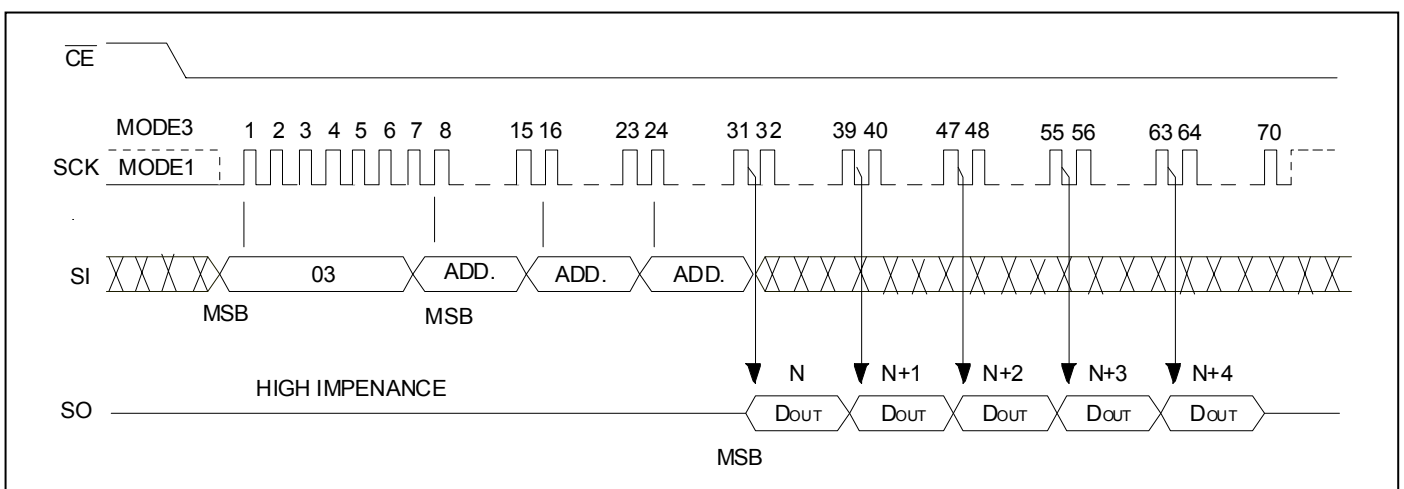 CE
MODE3 1 2 3 4 5 6 7 8 15 16 23 24 31 32 39 40 47 48 55 56 63 64 70
SCK MODE1
SI 03 ADD. ADD. ADD.
MSB MSB
N N+1 N+2 N+3 N+4
HIGH IMPENANCE
SO DOUT DOUT DOUT DOUT DOUT
MSB